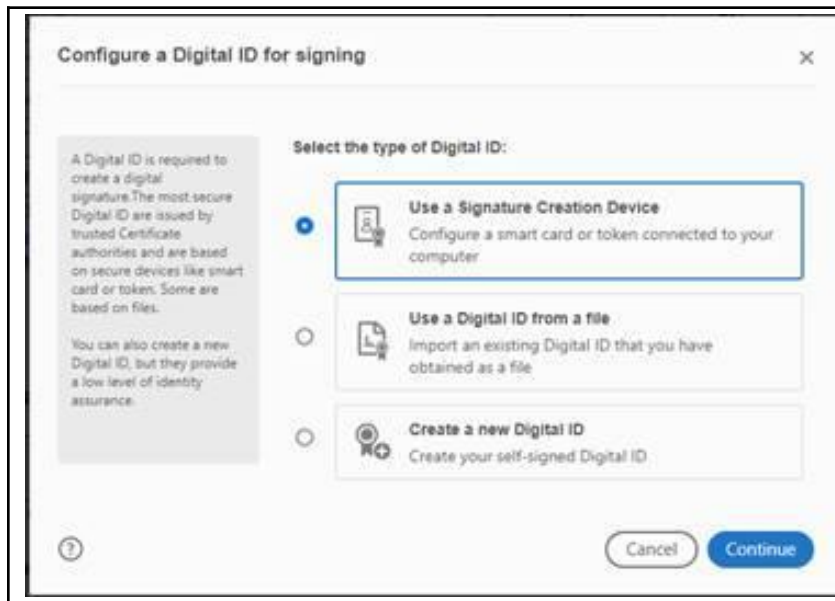 Configure a Digital ID for signing
A Digital ID is required to
create a digital
signature.The most secure
Digital ID are issued by
trusted Certificate
authorities and are based
on secure devices like smart
card or token. Some are
based on files.
You can also create a new
Digital ID, but they provide
a low level of identity
assurance.
Select the type of Digital ID:
Use a Signature Creation Device
Configure a smart card or token connected to your
computer
Use a Digital ID from a file
Import an existing Digital ID that you have
obtained as a file
Create a new Digital ID
Create your self-signed Digital ID
Cancel
Continue